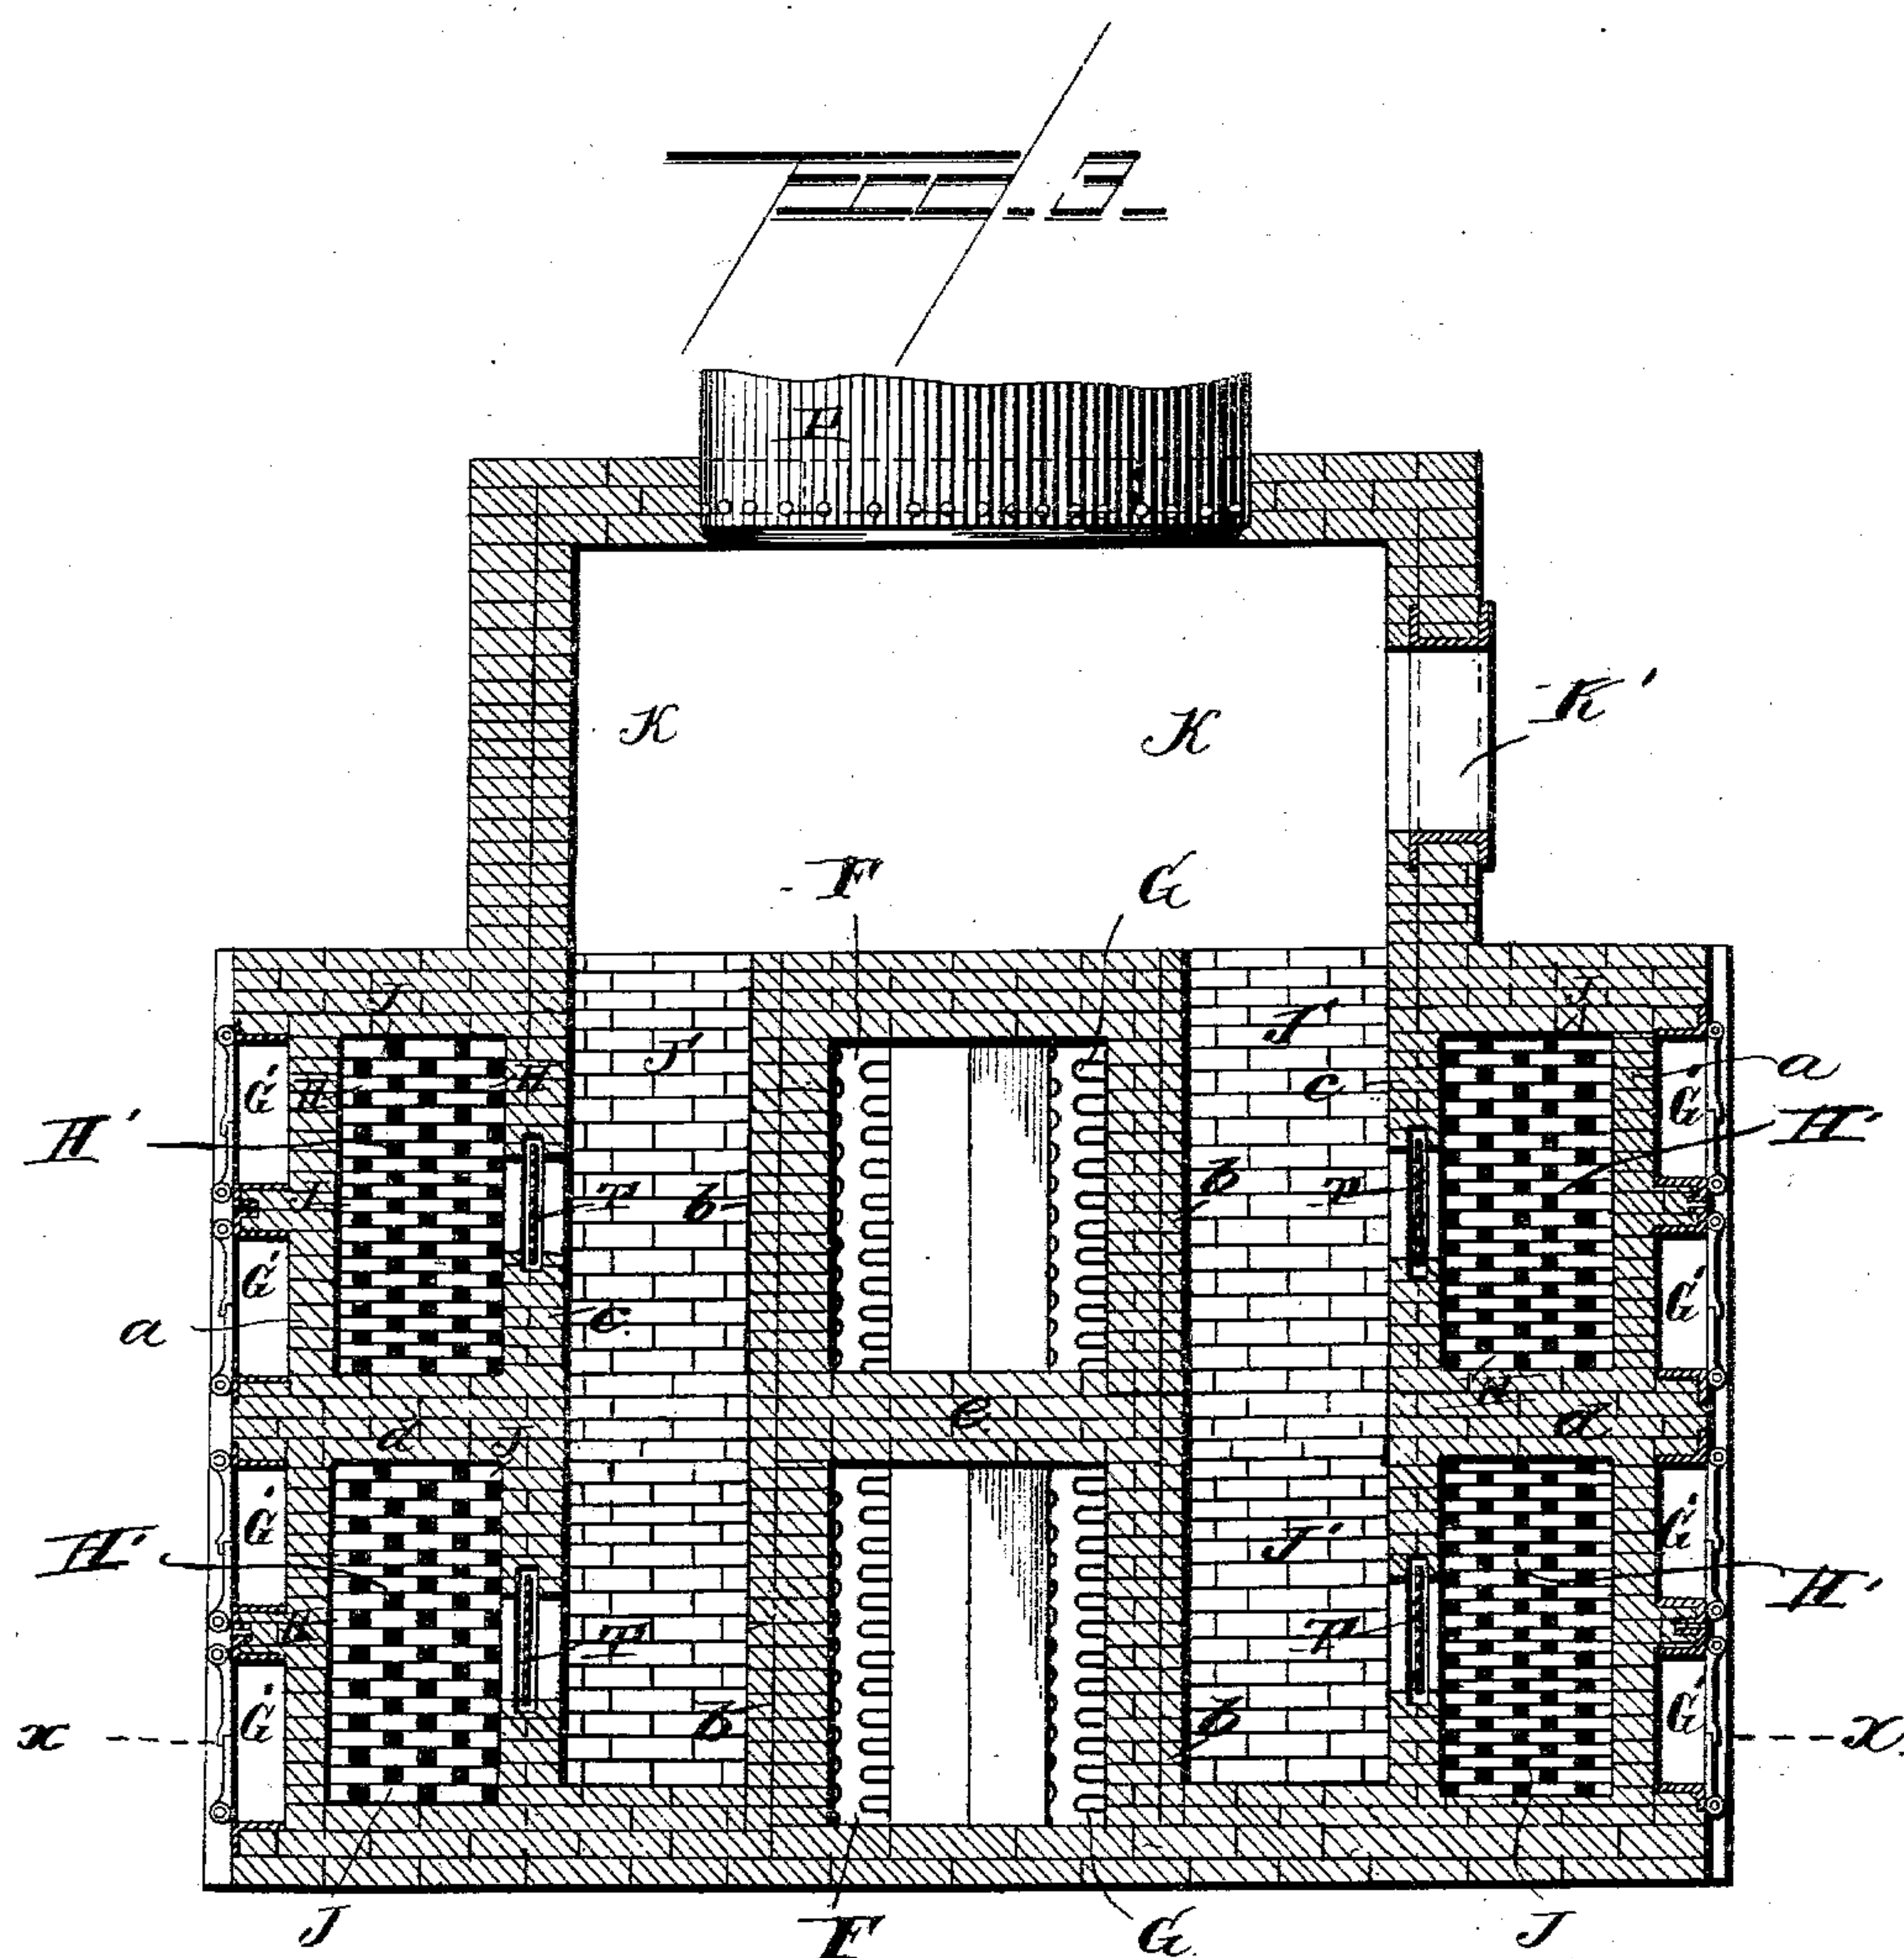 Fig. 3.
K K K'
F G
J J
J' J'
G' H H c G' a
H' H'
J T b b T
G' G'
a c H
d J e d
G' J' G'
H' H'
H T T
G' b b G'
x x
J F G J